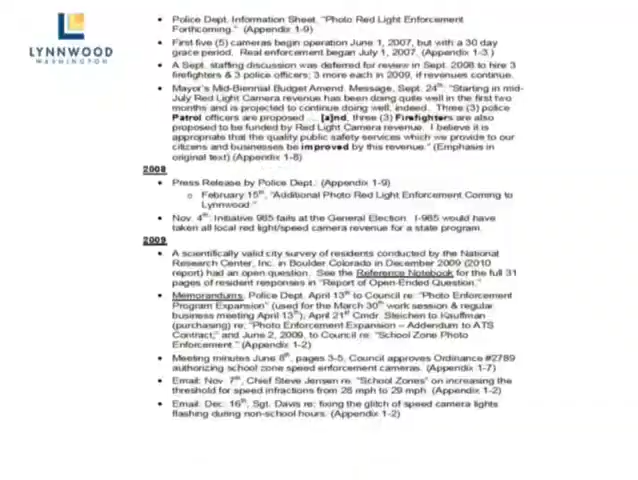 LYNNWOOD
WASHINGTON
• Police Dept. Information Sheet, "Photo Red Light Enforcement
Forthcoming." (Appendix 1-9)
• First five (5) cameras begin operation June 1, 2007, but with a 30 day
grace period. Real enforcement began July 1, 2007. (Appendix 1-3.)
• A Sept. staffing discussion was deferred for review in Sept. 2008 to hire 3
firefighters & 3 police officers; 3 more each in 2009, if revenues continue.
• Mayor's Mid-Biennial Budget Amend. Message, Sept. 24th: "Starting in mid-
July Red Light Camera revenue has been doing quite well in the first two
months and is projected to continue doing well, indeed. Three (3) police
Patrol officers are proposed ... [a]nd, three (3) Firefighters are also
proposed to be funded by Red Light Camera revenue. I believe it is
appropriate that the quality public safety services which we provide to our
citizens and businesses be improved by this revenue." (Emphasis in
original text) (Appendix 1-8)
2008
• Press Release by Police Dept.: (Appendix 1-9)
o February 15th, "Additional Photo Red Light Enforcement Coming to
Lynnwood."
• Nov. 4th: Initiative 985 fails at the General Election. I-985 would have
taken all local red light/speed camera revenue for a state program.
2009
• A scientifically valid city survey of residents conducted by the National
Research Center, Inc. in Boulder Colorado in December 2009 (2010
report) had an open question. See the Reference Notebook for the full 31
pages of resident responses in "Report of Open-Ended Question."
• Memorandums: Police Dept. April 13th to Council re: "Photo Enforcement
Program Expansion" (used for the March 30th work session & regular
business meeting April 13th); April 21st Cmdr. Steichen to Kauffman
(purchasing) re: "Photo Enforcement Expansion – Addendum to ATS
Contract;" and June 2, 2009, to Council re: "School Zone Photo
Enforcement." (Appendix 1-2)
• Meeting minutes June 8th, pages 3-5, Council approves Ordinance #2789
authorizing school zone speed enforcement cameras. (Appendix 1-7)
• Email: Nov. 7th, Chief Steve Jensen re: "School Zones" on increasing the
threshold for speed infractions from 26 mph to 29 mph. (Appendix 1-2)
• Email: Dec. 16th, Sgt. Davis re: fixing the glitch of speed camera lights
flashing during non-school hours. (Appendix 1-2)